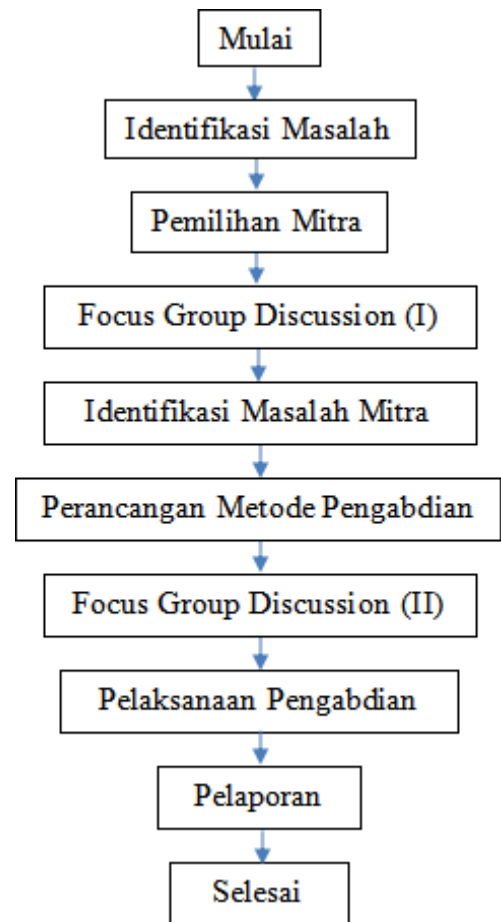 Mulai
Identifikasi Masalah
Pemilihan Mitra
Focus Group Discussion (I)
Identifikasi Masalah Mitra
Perancangan Metode Pengabdian
Focus Group Discussion (II)
Pelaksanaan Pengabdian
Pelaporan
Selesai